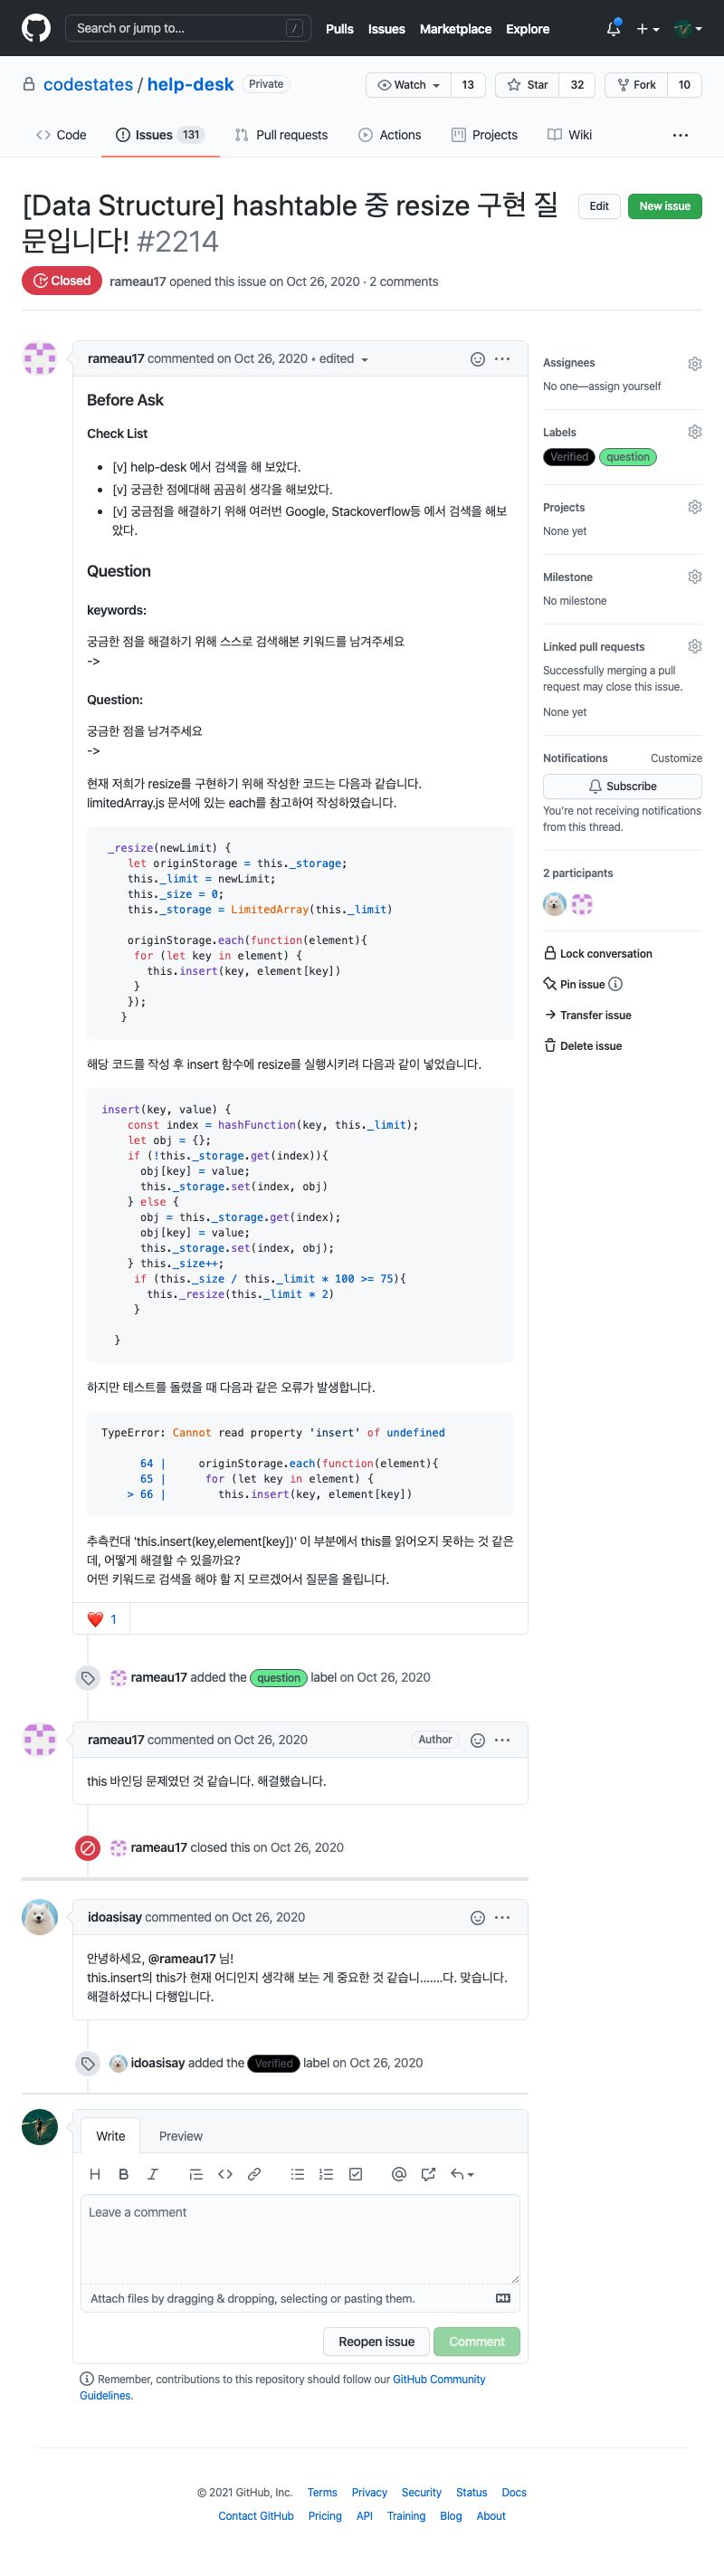 Search or jump to... / Pulls Issues Marketplace Explore
codestates / help-desk Private Watch 13 Star 32 Fork 10
Code Issues 131 Pull requests Actions Projects Wiki ...
[Data Structure] hashtable 중 resize 구현 질
문입니다! #2214
Edit New issue
Closed rameau17 opened this issue on Oct 26, 2020 · 2 comments
rameau17 commented on Oct 26, 2020 • edited
Before Ask
Check List
• [v] help-desk 에서 검색을 해 보았다.
• [v] 궁금한 점에대해 곰곰히 생각을 해보았다.
• [v] 궁금점을 해결하기 위해 여러번 Google, Stackoverflow등 에서 검색을 해보
았다.
Question
keywords:
궁금한 점을 해결하기 위해 스스로 검색해본 키워드를 남겨주세요
->
Question:
궁금한 점을 남겨주세요
->
현재 저희가 resize를 구현하기 위해 작성한 코드는 다음과 같습니다.
limitedArray.js 문서에 있는 each를 참고하여 작성하였습니다.
_resize(newLimit) {
let originStorage = this._storage;
this._limit = newLimit;
this._size = 0;
this._storage = LimitedArray(this._limit)
originStorage.each(function(element){
for (let key in element) {
this.insert(key, element[key])
}
});
}
해당 코드를 작성 후 insert 함수에 resize를 실행시키려 다음과 같이 넣었습니다.
insert(key, value) {
const index = hashFunction(key, this._limit);
let obj = {};
if (!this._storage.get(index)){
obj[key] = value;
this._storage.set(index, obj)
} else {
obj = this._storage.get(index);
obj[key] = value;
this._storage.set(index, obj);
} this._size++;
if (this._size / this._limit * 100 >= 75){
this._resize(this._limit * 2)
}
}
하지만 테스트를 돌렸을 때 다음과 같은 오류가 발생합니다.
TypeError: Cannot read property 'insert' of undefined
64 | originStorage.each(function(element){
65 | for (let key in element) {
> 66 | this.insert(key, element[key])
추측컨대 'this.insert(key,element[key])' 이 부분에서 this를 읽어오지 못하는 것 같은
데, 어떻게 해결할 수 있을까요?
어떤 키워드로 검색을 해야 할 지 모르겠어서 질문을 올립니다.
❤️ 1
rameau17 added the question label on Oct 26, 2020
rameau17 commented on Oct 26, 2020 Author
this 바인딩 문제였던 것 같습니다. 해결했습니다.
rameau17 closed this on Oct 26, 2020
idoasisay commented on Oct 26, 2020
안녕하세요, @rameau17 님!
this.insert의 this가 현재 어디인지 생각해 보는 게 중요한 것 같습니.......다. 맞습니다.
해결하셨다니 다행입니다.
idoasisay added the Verified label on Oct 26, 2020
Write Preview
Leave a comment
Attach files by dragging & dropping, selecting or pasting them.
Reopen issue Comment
Remember, contributions to this repository should follow our GitHub Community
Guidelines.
Assignees
No one—assign yourself
Labels
Verified question
Projects
None yet
Milestone
No milestone
Linked pull requests
Successfully merging a pull
request may close this issue.
None yet
Notifications Customize
Subscribe
You're not receiving notifications
from this thread.
2 participants
Lock conversation
Pin issue
Transfer issue
Delete issue
© 2021 GitHub, Inc. Terms Privacy Security Status Docs
Contact GitHub Pricing API Training Blog About